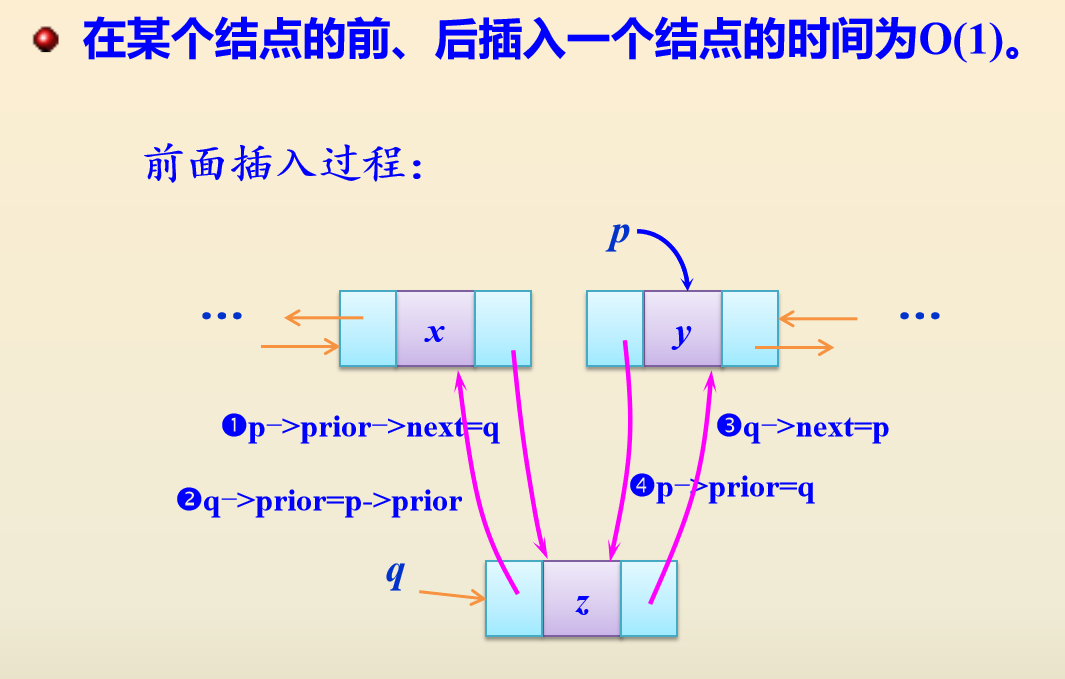 在某个结点的前、后插入一个结点的时间为O(1)。
前面插入过程：
p
… x y …
❶p−>prior−>next=q
❸q−>next=p
❷q−>prior=p->prior
❹p−>prior=q
q
z